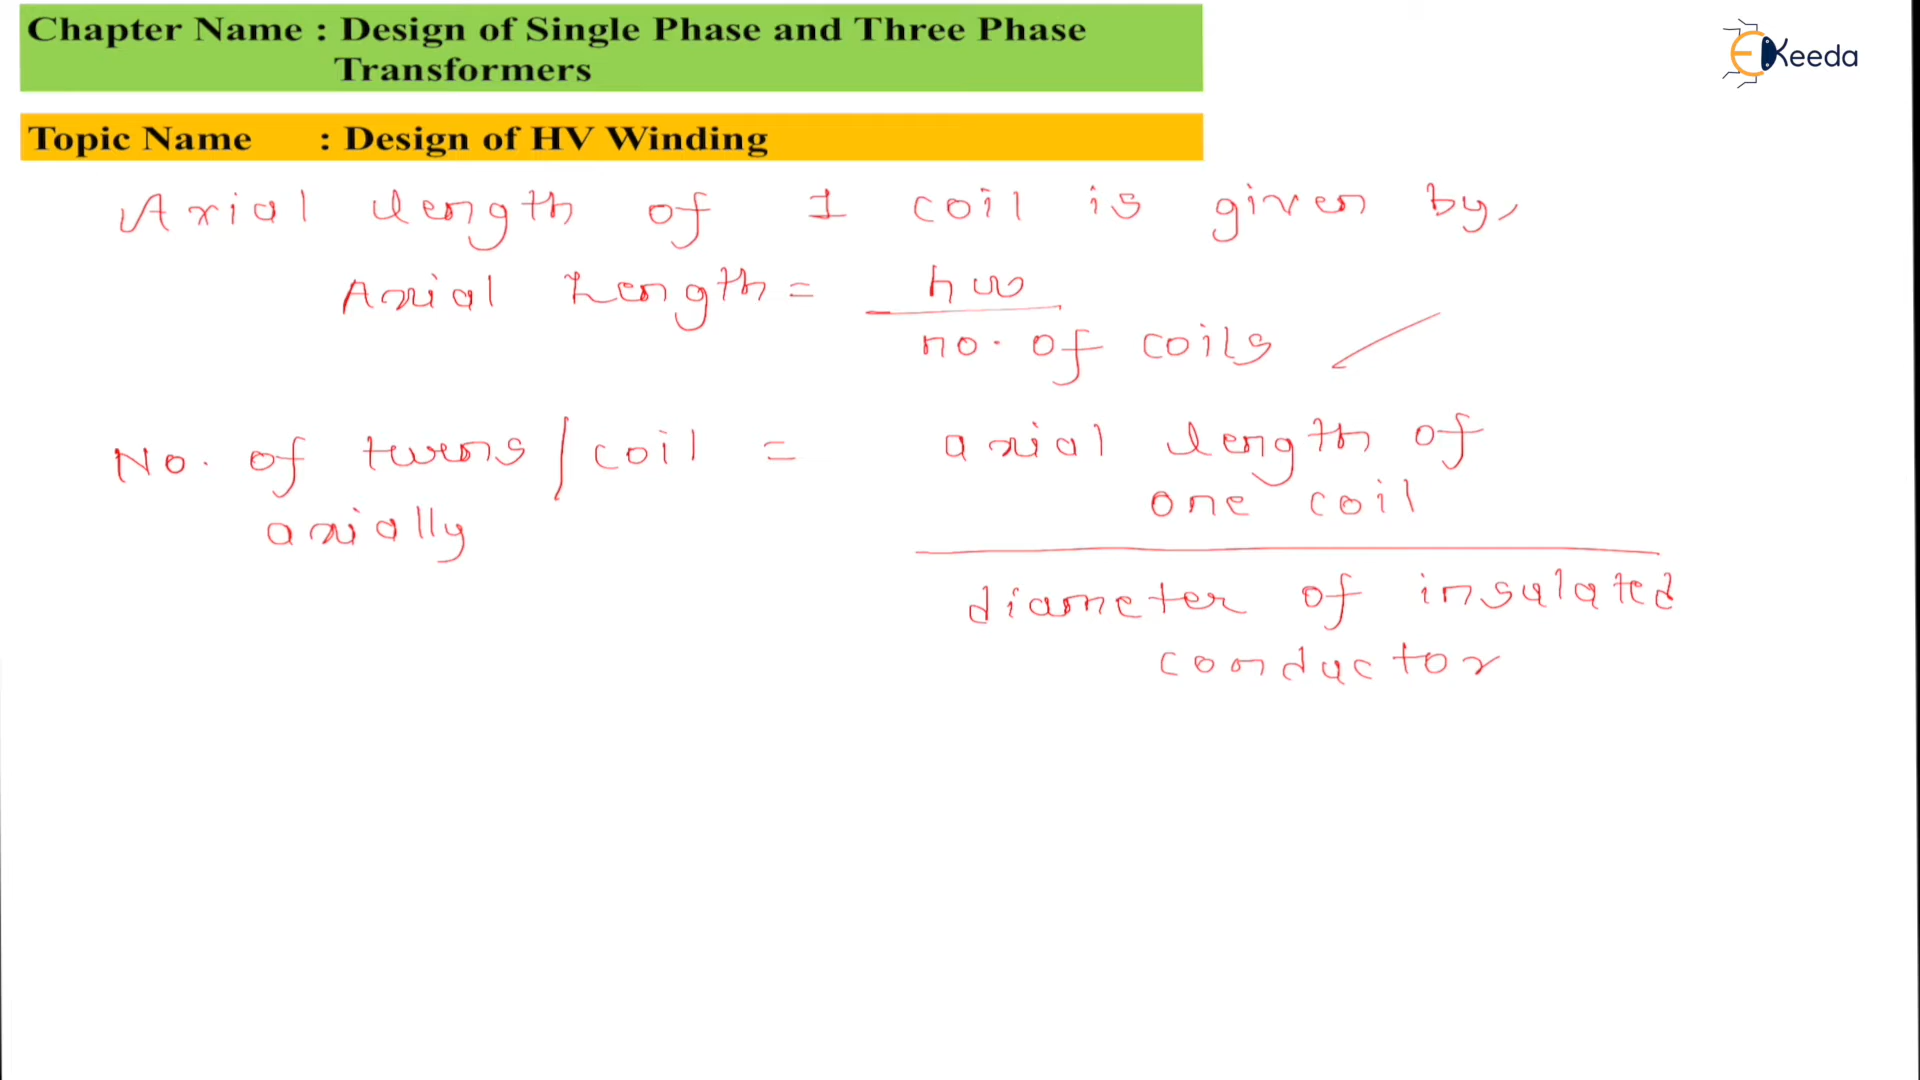 Chapter Name : Design of Single Phase and Three Phase
Transformers
EKeeda
Topic Name : Design of HV Winding
Axial length of 1 coil is given by,
Axial Length = hw
no. of coils
No. of turns / coil = axial length of
one coil
axially
diameter of insulated
conductor